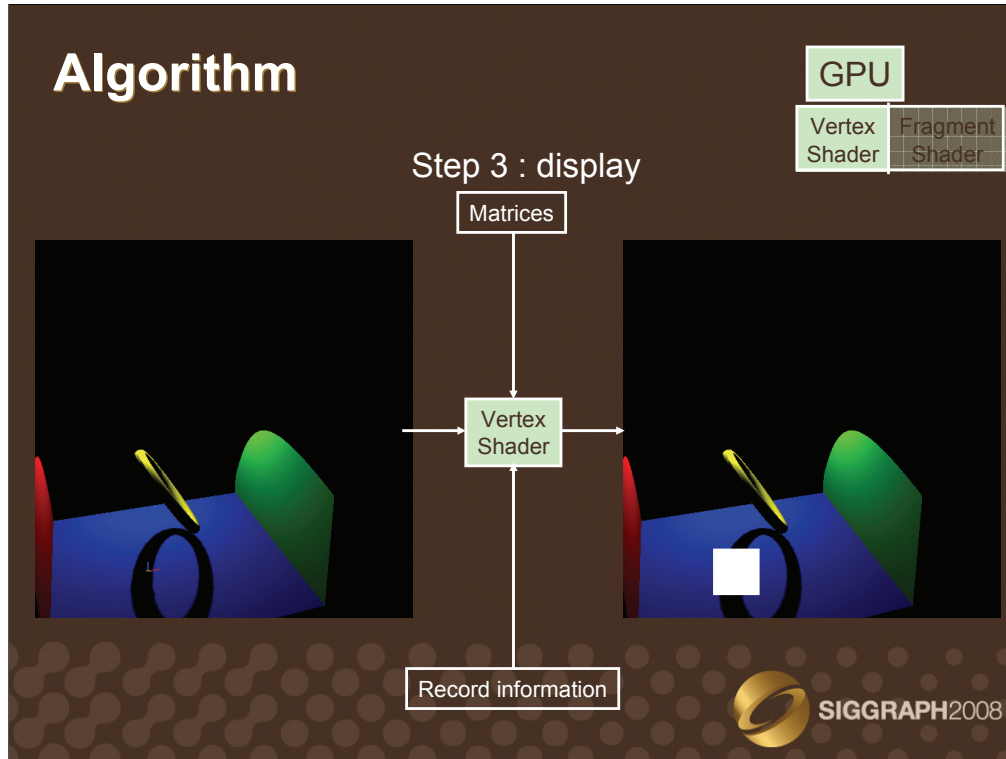 Algorithm
GPU
Vertex
Shader
Fragment
Shader
Step 3 : display
Matrices
Vertex
Shader
Record information
SIGGRAPH2008